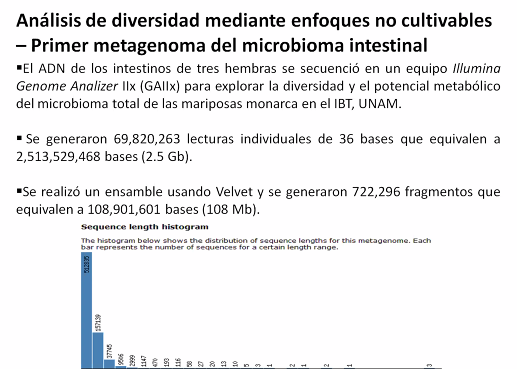 Análisis de diversidad mediante enfoques no cultivables
– Primer metagenoma del microbioma intestinal
▪El ADN de los intestinos de tres hembras se secuenció en un equipo Illumina
Genome Analizer IIx (GAIIx) para explorar la diversidad y el potencial metabólico
del microbioma total de las mariposas monarca en el IBT, UNAM.
▪ Se generaron 69,820,263 lecturas individuales de 36 bases que equivalen a
2,513,529,468 bases (2.5 Gb).
▪Se realizó un ensamble usando Velvet y se generaron 722,296 fragmentos que
equivalen a 108,901,601 bases (108 Mb).
Sequence length histogram
The histogram below shows the distribution of sequence lengths for this metagenome. Each
bar represents the number of sequences for a certain length range.
157139
37745
9506
2999
1147
470
193
116
58
27
20
13
10
5
3
1
2
1
2
1
3